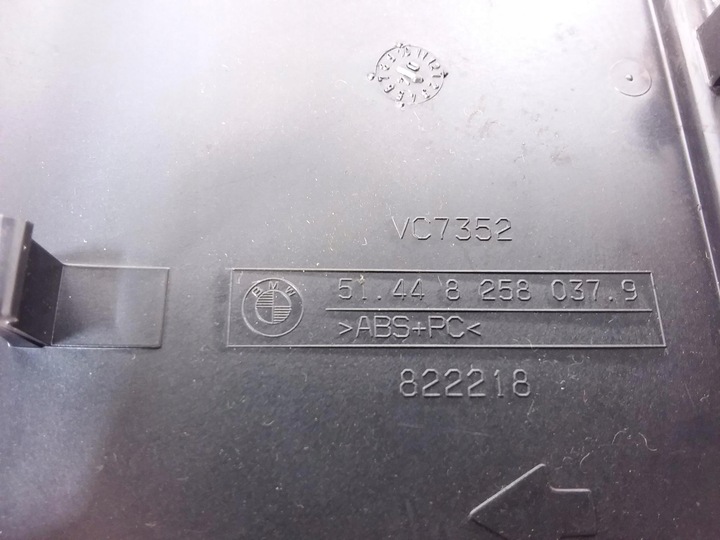 VC7352
BMW
51.44 8 258 037.9
>ABS+PC<
822218